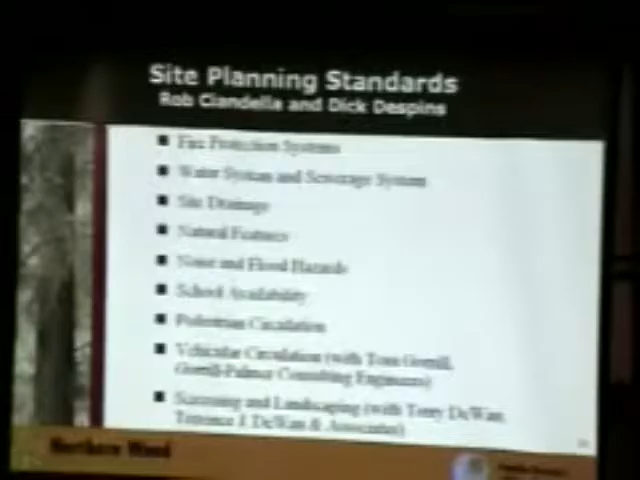 Site Planning Standards
Rob Ciandella and Dick Despins
Fire Protection Systems
Water System and Sewerage System
Site Drainage
Natural Features
Noise and Flood Hazards
School Availability
Pedestrian Circulation
Vehicular Circulation (with Tom Gorrill,
Gorrill-Palmer Consulting Engineers)
Screening and Landscaping (with Terry DeWan
Terrence J. DeWan & Associates)
Northern Wood